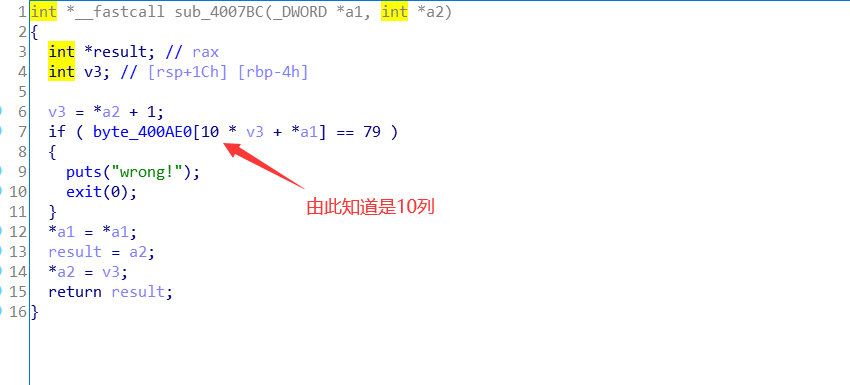 1 int *__fastcall sub_4007BC(_DWORD *a1, int *a2)
2 {
3   int *result; // rax
4   int v3; // [rsp+1Ch] [rbp-4h]
5
6   v3 = *a2 + 1;
7   if ( byte_400AE0[10 * v3 + *a1] == 79 )
8   {
9     puts("wrong!");
10     exit(0);
11   }
由此知道是10列
12   *a1 = *a1;
13   result = a2;
14   *a2 = v3;
15   return result;
16 }